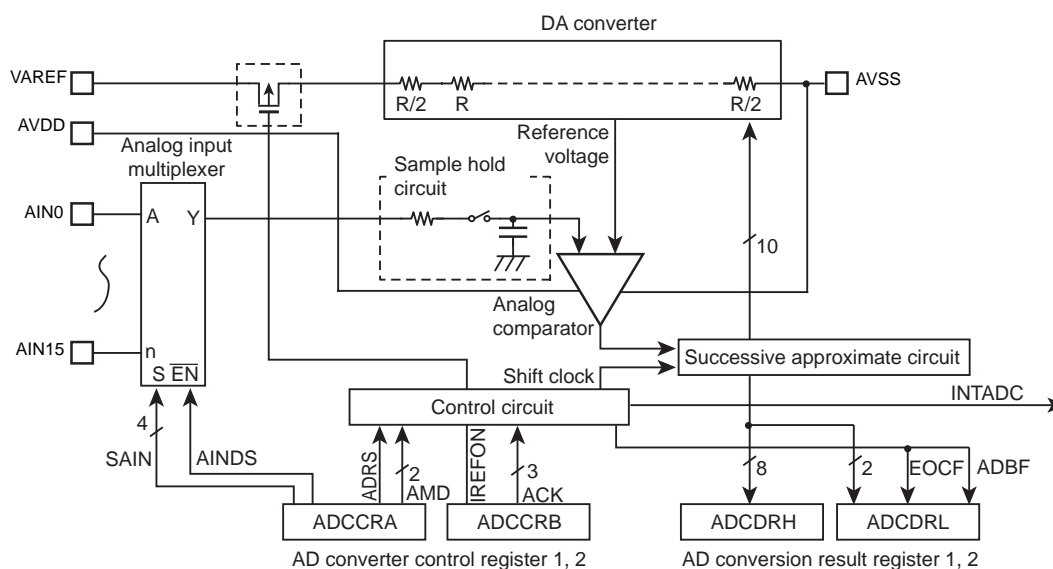 DA converter
VAREF
AVSS
R/2
R
R/2
AVDD
Analog input
multiplexer
Reference
voltage
Sample hold
circuit
AIN0
A
Y
10
Analog
comparator
AIN15
n
S
EN
Successive approximate circuit
Shift clock
INTADC
Control circuit
4
SAIN
AINDS
ADRS
2
AMD
IREFON
3
ACK
8
2
EOCF
ADBF
ADCCRA
ADCCRB
ADCDRH
ADCDRL
AD converter control register 1, 2
AD conversion result register 1, 2